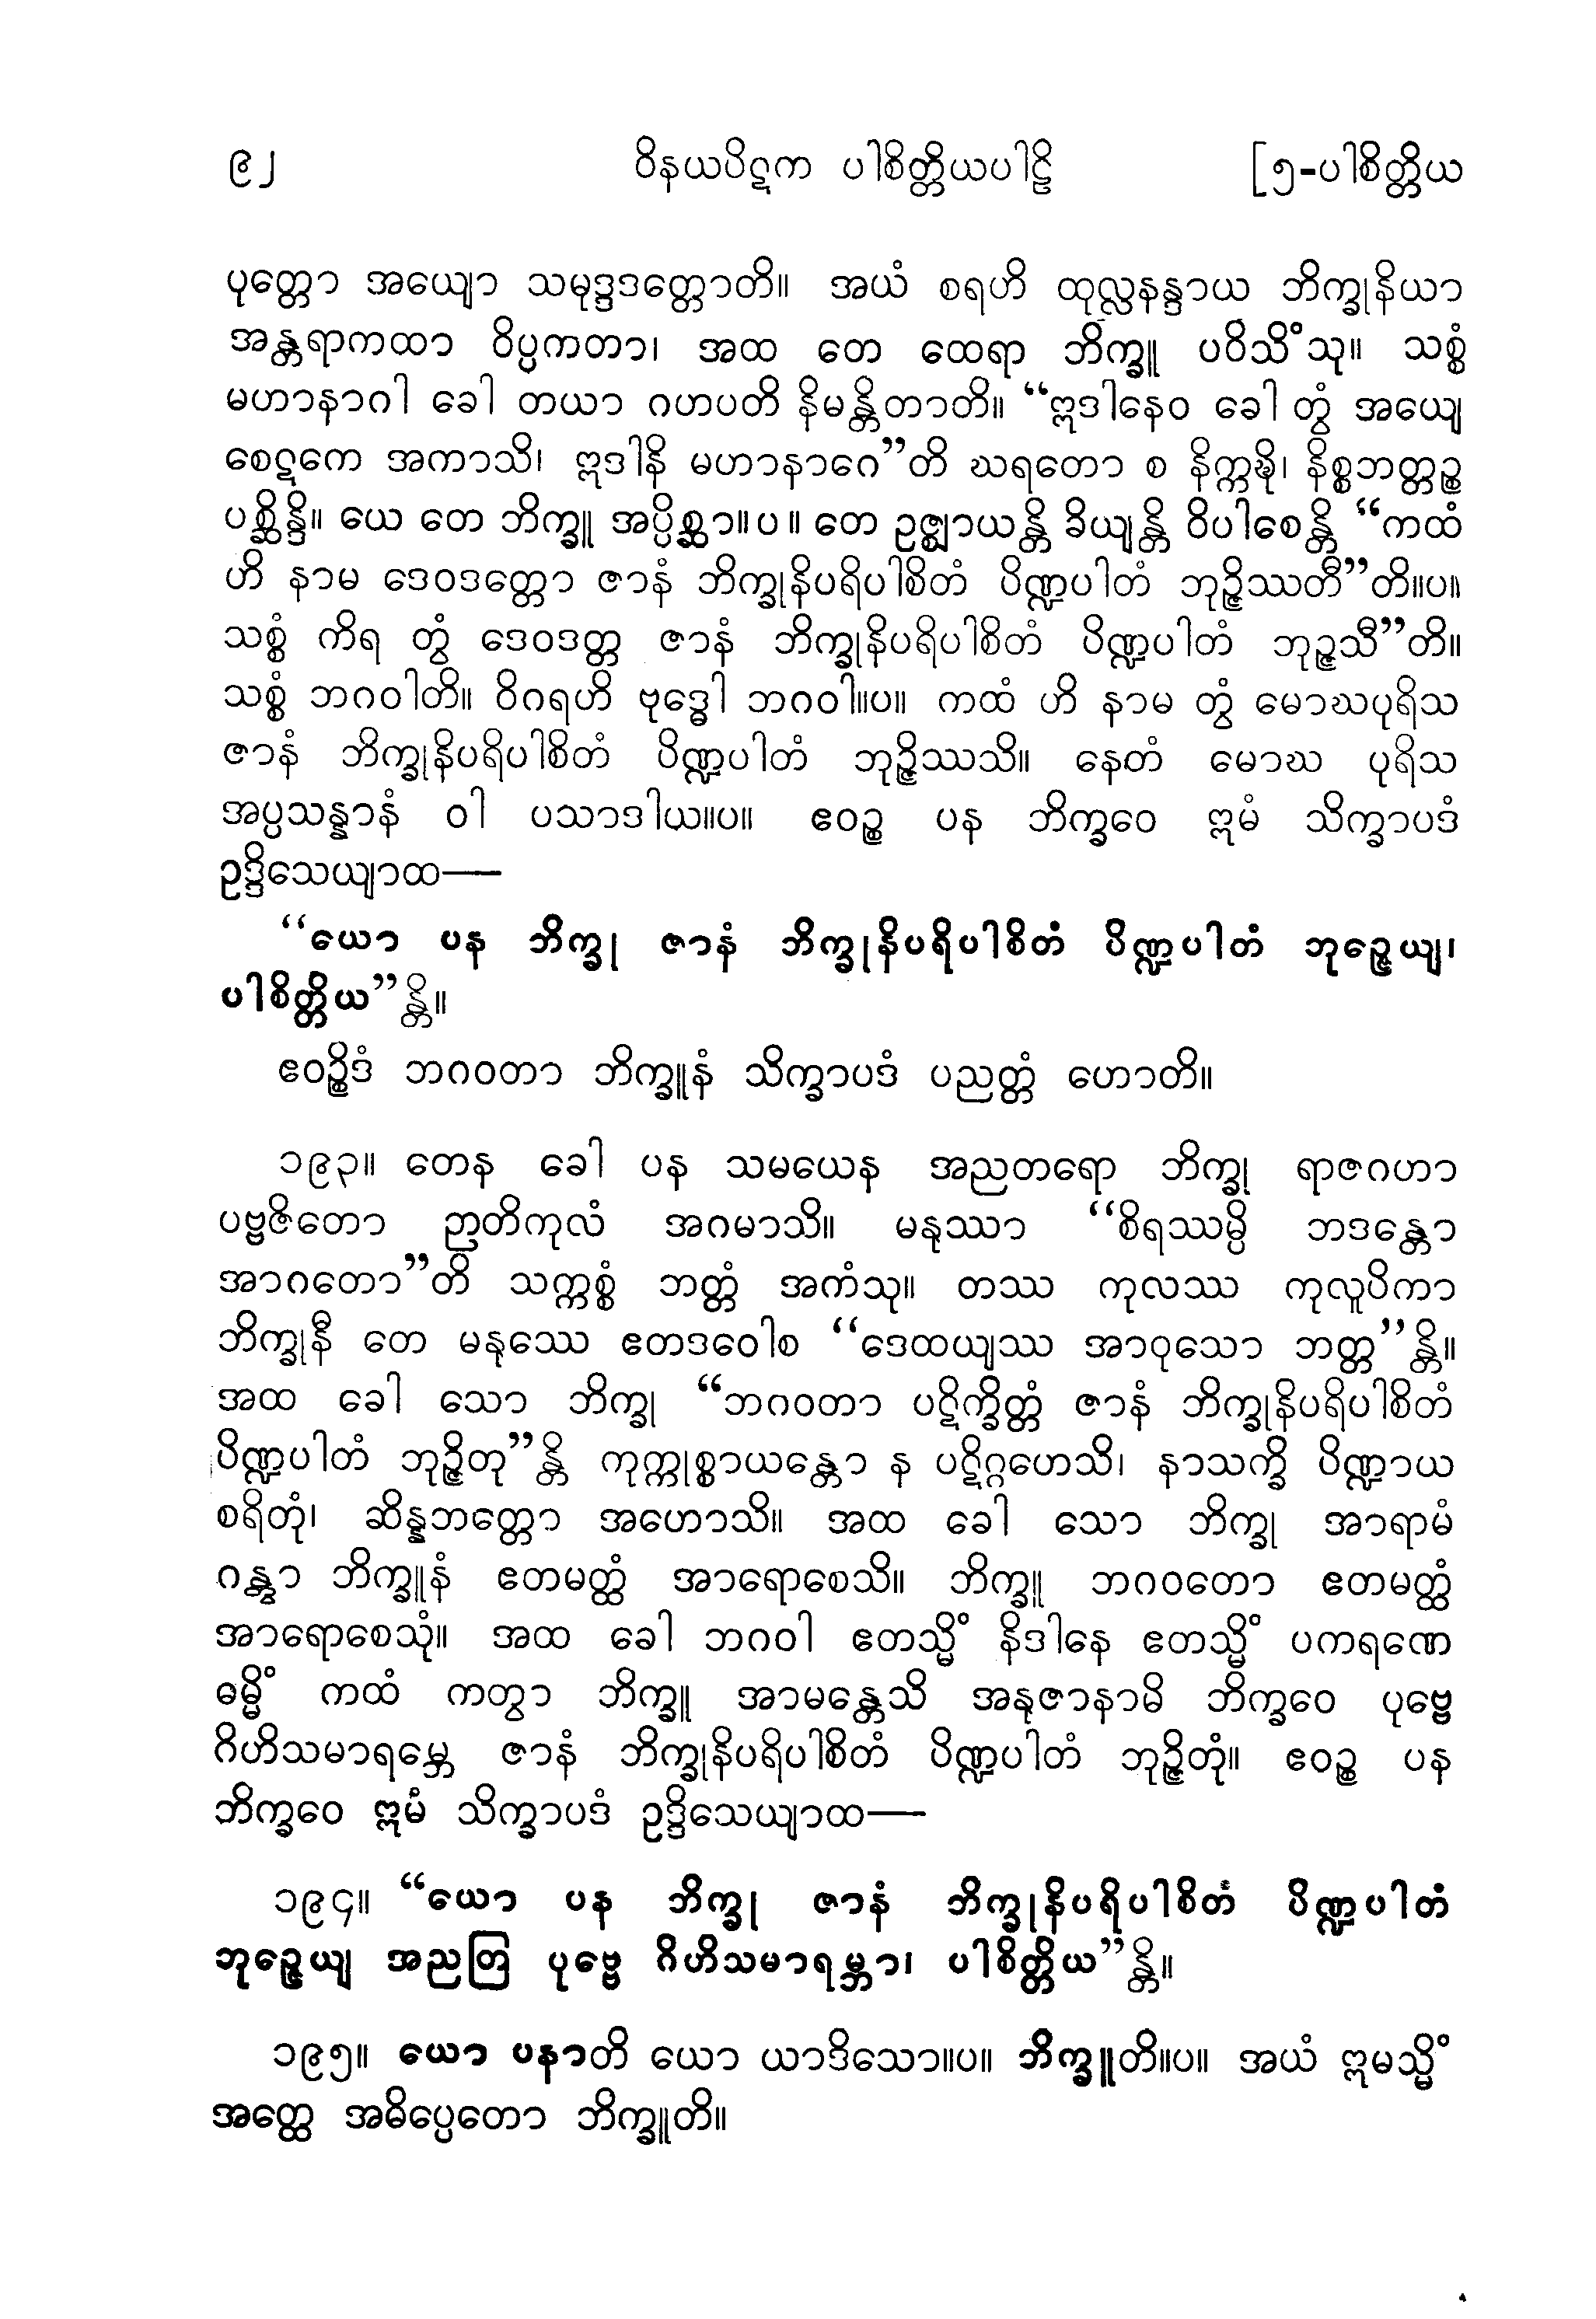 ၉၂ ဝိနယပိဋက ပါစိတ္တိယပါဠိ [၅-ပါစိတ္တိယ
ပုတ္တော အယျော သမုဒ္ဒဒတ္တောတိ။ အယံ စရဟိ ထုလ္လနန္ဒာယ ဘိက္ခုနိယာ
အန္တရာကထာ ဝိပ္ပကတာ၊ အထ တေ ထေရာ ဘိက္ခူ ပဝိသိံသု။ သစ္စံ
မဟာနာဂါ ခေါ တယာ ဂဟပတိ နိမန္တိတာတိ။ “ဣဒါနေဝ ခေါ တွံ အယျေ
စေဋကေ အကာသိ၊ ဣဒါနိ မဟာနာဂေ”တိ ဃရတော စ နိက္ကဍ္ဎိ၊ နိစ္စဘတ္တဉ္စ
ပစ္ဆိန္ဒိ။ ယေ တေ ဘိက္ခူ အပ္ပိစ္ဆာ။ပ။ တေ ဥဇ္ဈာယန္တိ ခိယျန္တိ ဝိပါစေန္တိ “ကထံ
ဟိ နာမ ဒေဝဒတ္တော ဇာနံ ဘိက္ခုနိပရိပါစိတံ ပိဏ္ဍပါတံ ဘုဉ္ဇိဿတီ”တိ။ပ။
သစ္စံ ကိရ တွံ ဒေဝဒတ္တ ဇာနံ ဘိက္ခုနိပရိပါစိတံ ပိဏ္ဍပါတံ ဘုဉ္ဇသီ”တိ။
သစ္စံ ဘဂဝါတိ။ ဝိဂရဟိ ဗုဒ္ဓေါ ဘဂဝါ။ပ။ ကထံ ဟိ နာမ တွံ မောဃပုရိသ
ဇာနံ ဘိက္ခုနိပရိပါစိတံ ပိဏ္ဍပါတံ ဘုဉ္ဇိဿသိ။ နေတံ မောဃ ပုရိသ
အပ္ပသန္နာနံ ဝါ ပသာဒါယ။ပ။ ဧဝဉ္စ ပန ဘိက္ခဝေ ဣမံ သိက္ခာပဒံ
ဥဒ္ဒိသေယျာထ—
“ယော ပန ဘိက္ခု ဇာနံ ဘိက္ခုနိပရိပါစိတံ ပိဏ္ဍပါတံ ဘုဉ္ဇေယျ၊
ပါစိတ္တိယ”န္တိ။
ဧဝဉ္စိဒံ ဘဂဝတာ ဘိက္ခူနံ သိက္ခာပဒံ ပညတ္တံ ဟောတိ။
၁၉၃။ တေန ခေါ ပန သမယေန အညတရော ဘိက္ခု ရာဇဂဟာ
ပဗ္ဗဇိတော ဉာတိကုလံ အဂမာသိ။ မနုဿာ “စိရဿမ္ပိ ဘဒန္တော
အာဂတော”တိ သက္ကစ္စံ ဘတ္တံ အကံသု။ တဿ ကုလဿ ကုလူပိကာ
ဘိက္ခုနီ တေ မနုဿေ ဧတဒဝေါစ “ဒေထယျဿ အာဝုသော ဘတ္တ”န္တိ။
အထ ခေါ သော ဘိက္ခု “ဘဂဝတာ ပဋိက္ခိတ္တံ ဇာနံ ဘိက္ခုနိပရိပါစိတံ
ပိဏ္ဍပါတံ ဘုဉ္ဇိတု”န္တိ ကုက္ကုစ္စာယန္တော န ပဋိဂ္ဂဟေသိ၊ နာသက္ခိ ပိဏ္ဍာယ
စရိတုံ၊ ဆိန္နဘတ္တော အဟောသိ။ အထ ခေါ သော ဘိက္ခု အာရာမံ
ဂန္တွာ ဘိက္ခူနံ ဧတမတ္ထံ အာရောစေသိ။ ဘိက္ခူ ဘဂဝတော ဧတမတ္ထံ
အာရောစေသုံ။ အထ ခေါ ဘဂဝါ ဧတသ္မိံ နိဒါနေ ဧတသ္မိံ ပကရဏေ
ဓမ္မိံ ကထံ ကတွာ ဘိက္ခူ အာမန္တေသိ အနုဇာနာမိ ဘိက္ခဝေ ပုဗ္ဗေ
ဂိဟိသမာရမ္ဘေ ဇာနံ ဘိက္ခုနိပရိပါစိတံ ပိဏ္ဍပါတံ ဘုဉ္ဇိတုံ။ ဧဝဉ္စ ပန
ဘိက္ခဝေ ဣမံ သိက္ခာပဒံ ဥဒ္ဒိသေယျာထ—
၁၉၄။ “ယော ပန ဘိက္ခု ဇာနံ ဘိက္ခုနိပရိပါစိတံ ပိဏ္ဍပါတံ
ဘုဉ္ဇေယျ အညတြ ပုဗ္ဗေ ဂိဟိသမာရမ္ဘာ၊ ပါစိတ္တိယ”န္တိ။
၁၉၅။ ယော ပနာတိ ယော ယာဒိသော။ပ။ ဘိက္ခူတိ။ပ။ အယံ ဣမသ္မိံ
အတ္ထေ အဓိပ္ပေတော ဘိက္ခူတိ။